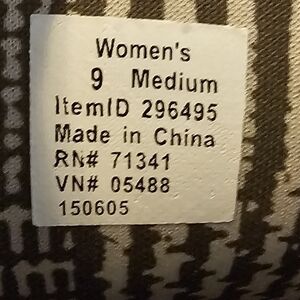 Women's
9 Medium
ItemID 296495
Made in China
RN# 71341
VN# 05488
150605